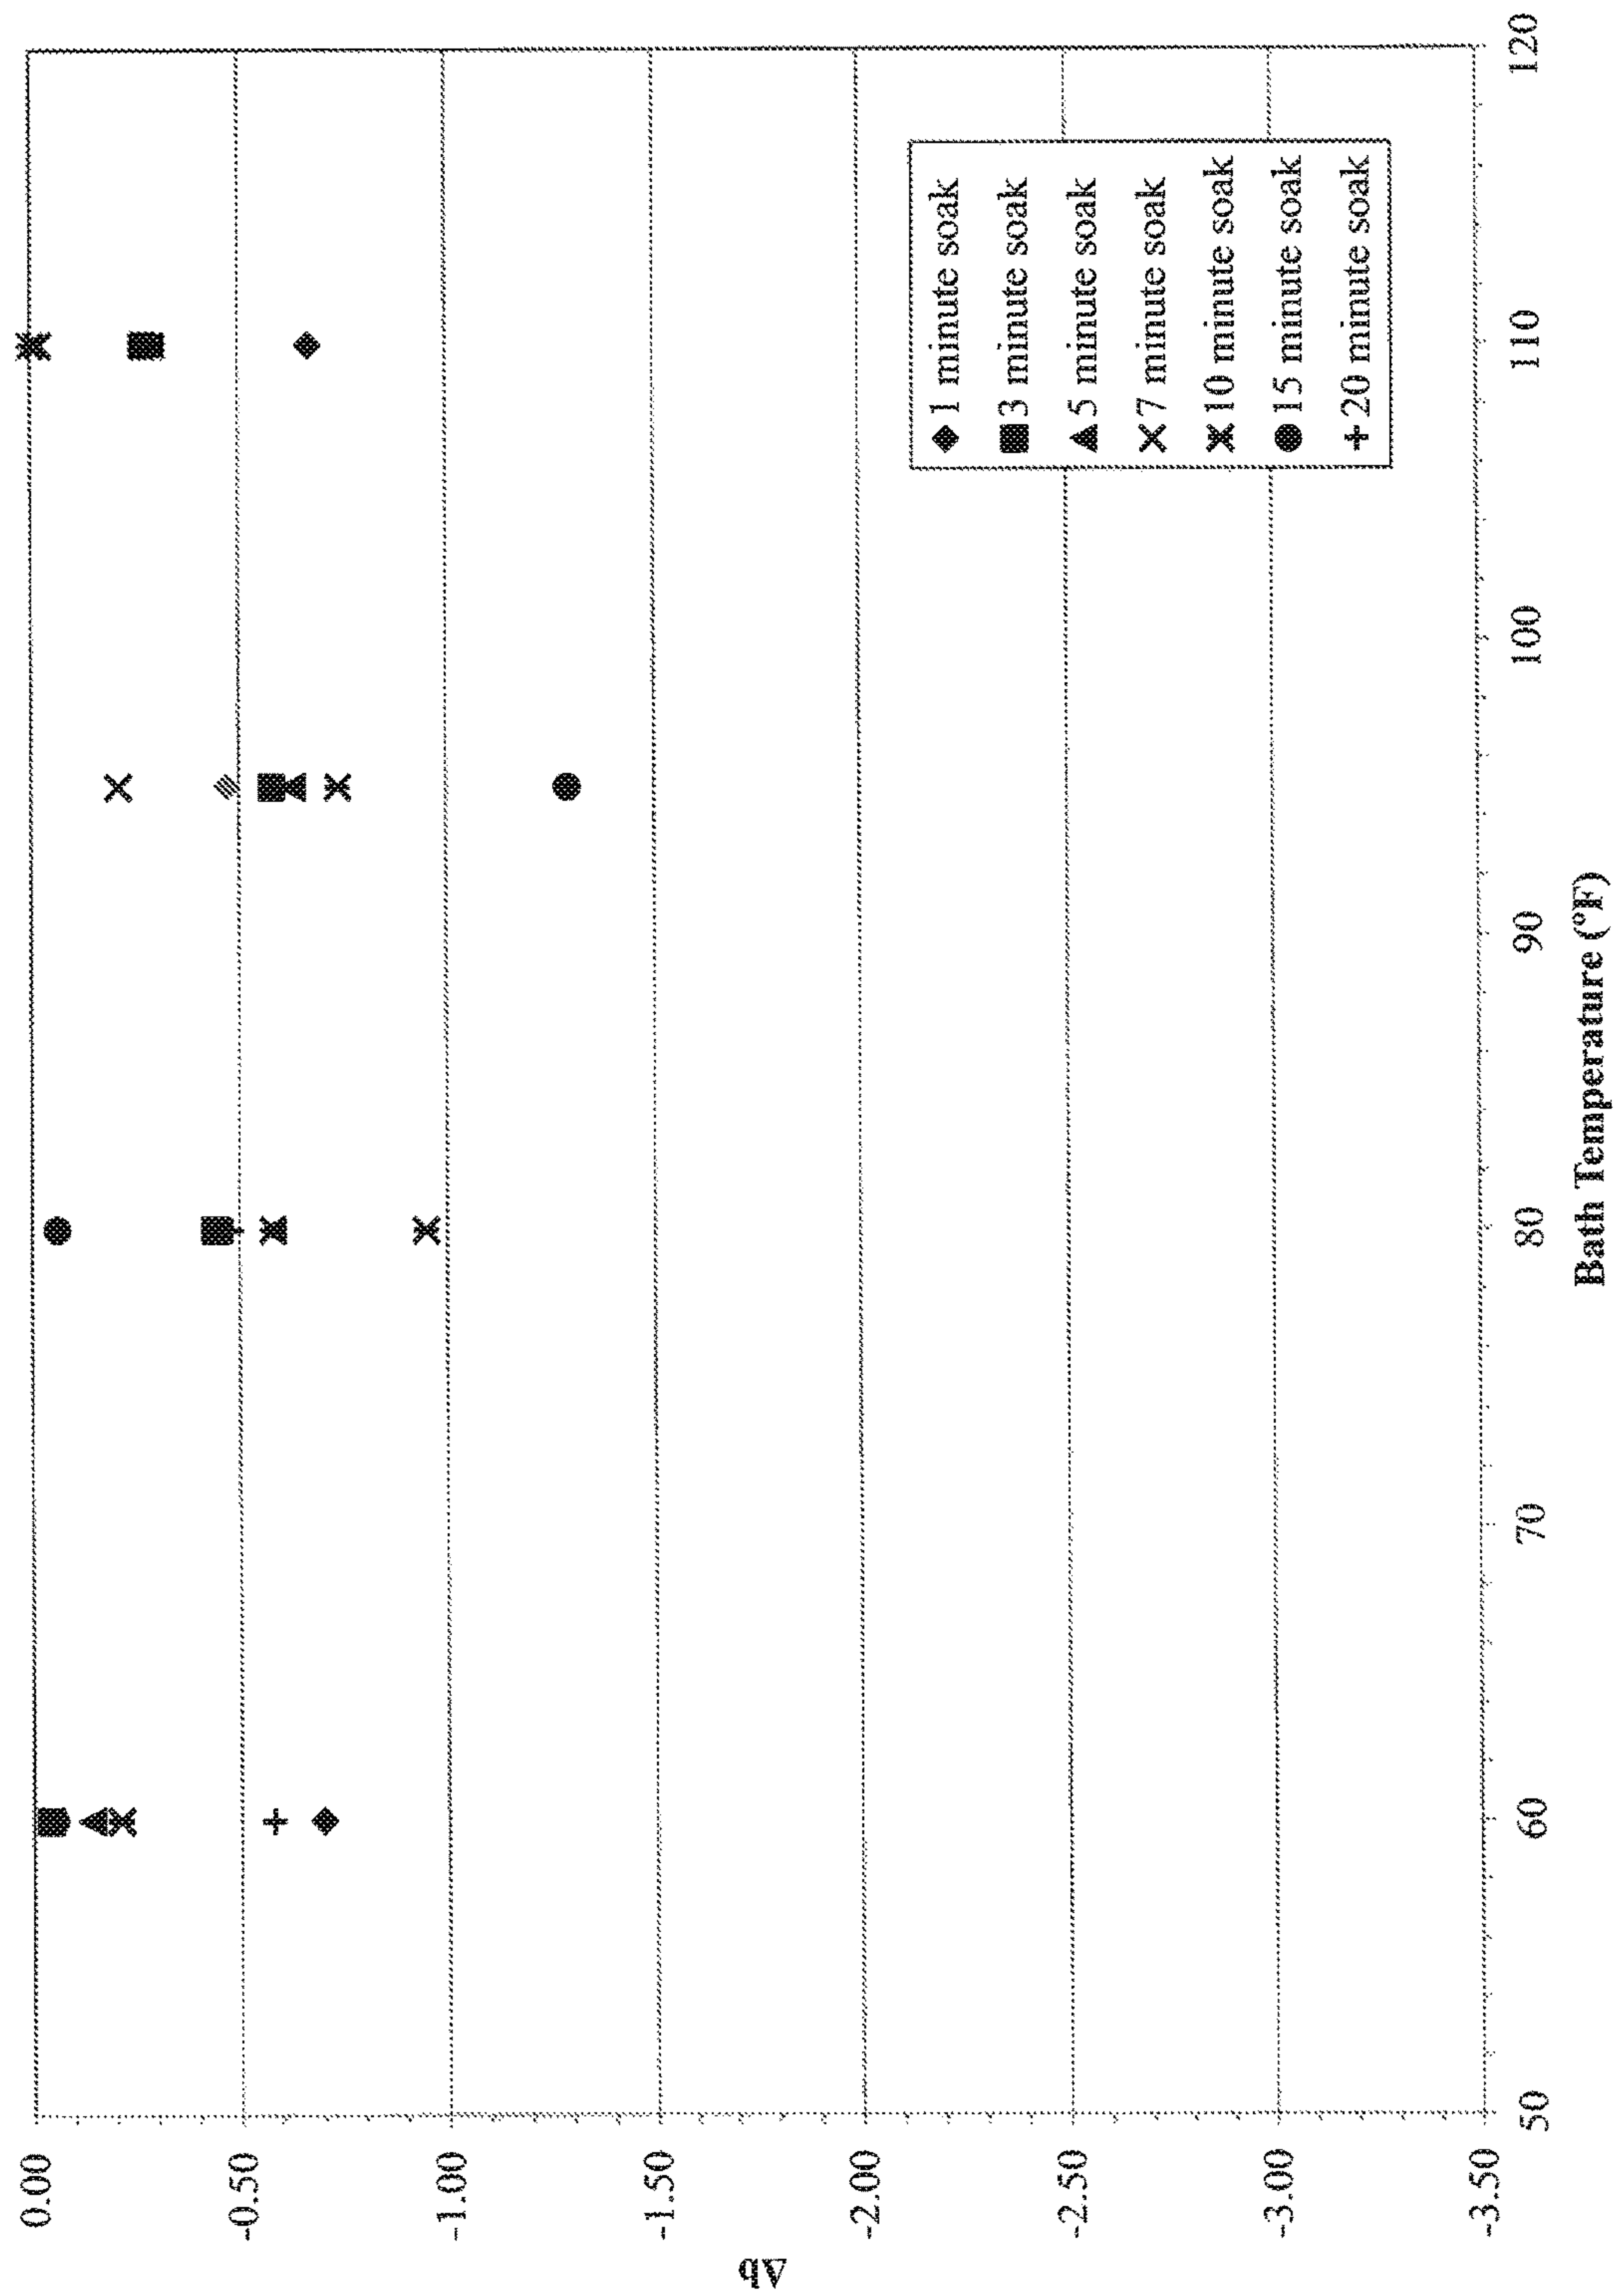 Δb
0.00
-0.50
-1.00
-1.50
-2.00
-2.50
-3.00
-3.50
50
60
70
80
90
100
110
120
Bath Temperature (°F)
1 minute soak
3 minute soak
5 minute soak
7 minute soak
10 minute soak
15 minute soak
20 minute soak